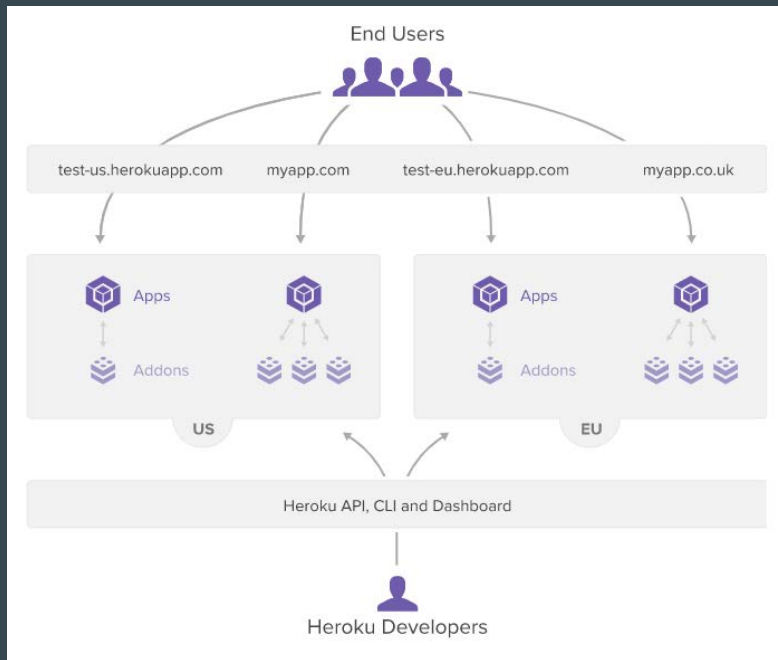 End Users
test-us.herokuapp.com
myapp.com
test-eu.herokuapp.com
myapp.co.uk
Apps
Addons
US
Apps
Addons
EU
Heroku API, CLI and Dashboard
Heroku Developers